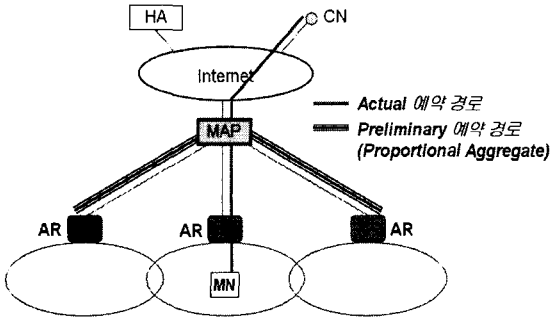 HA
CN
Internet
Actual 예약 경로
MAP
Preliminary 예약 경로
(Proportional Aggregate)
AR
AR
AR
MN